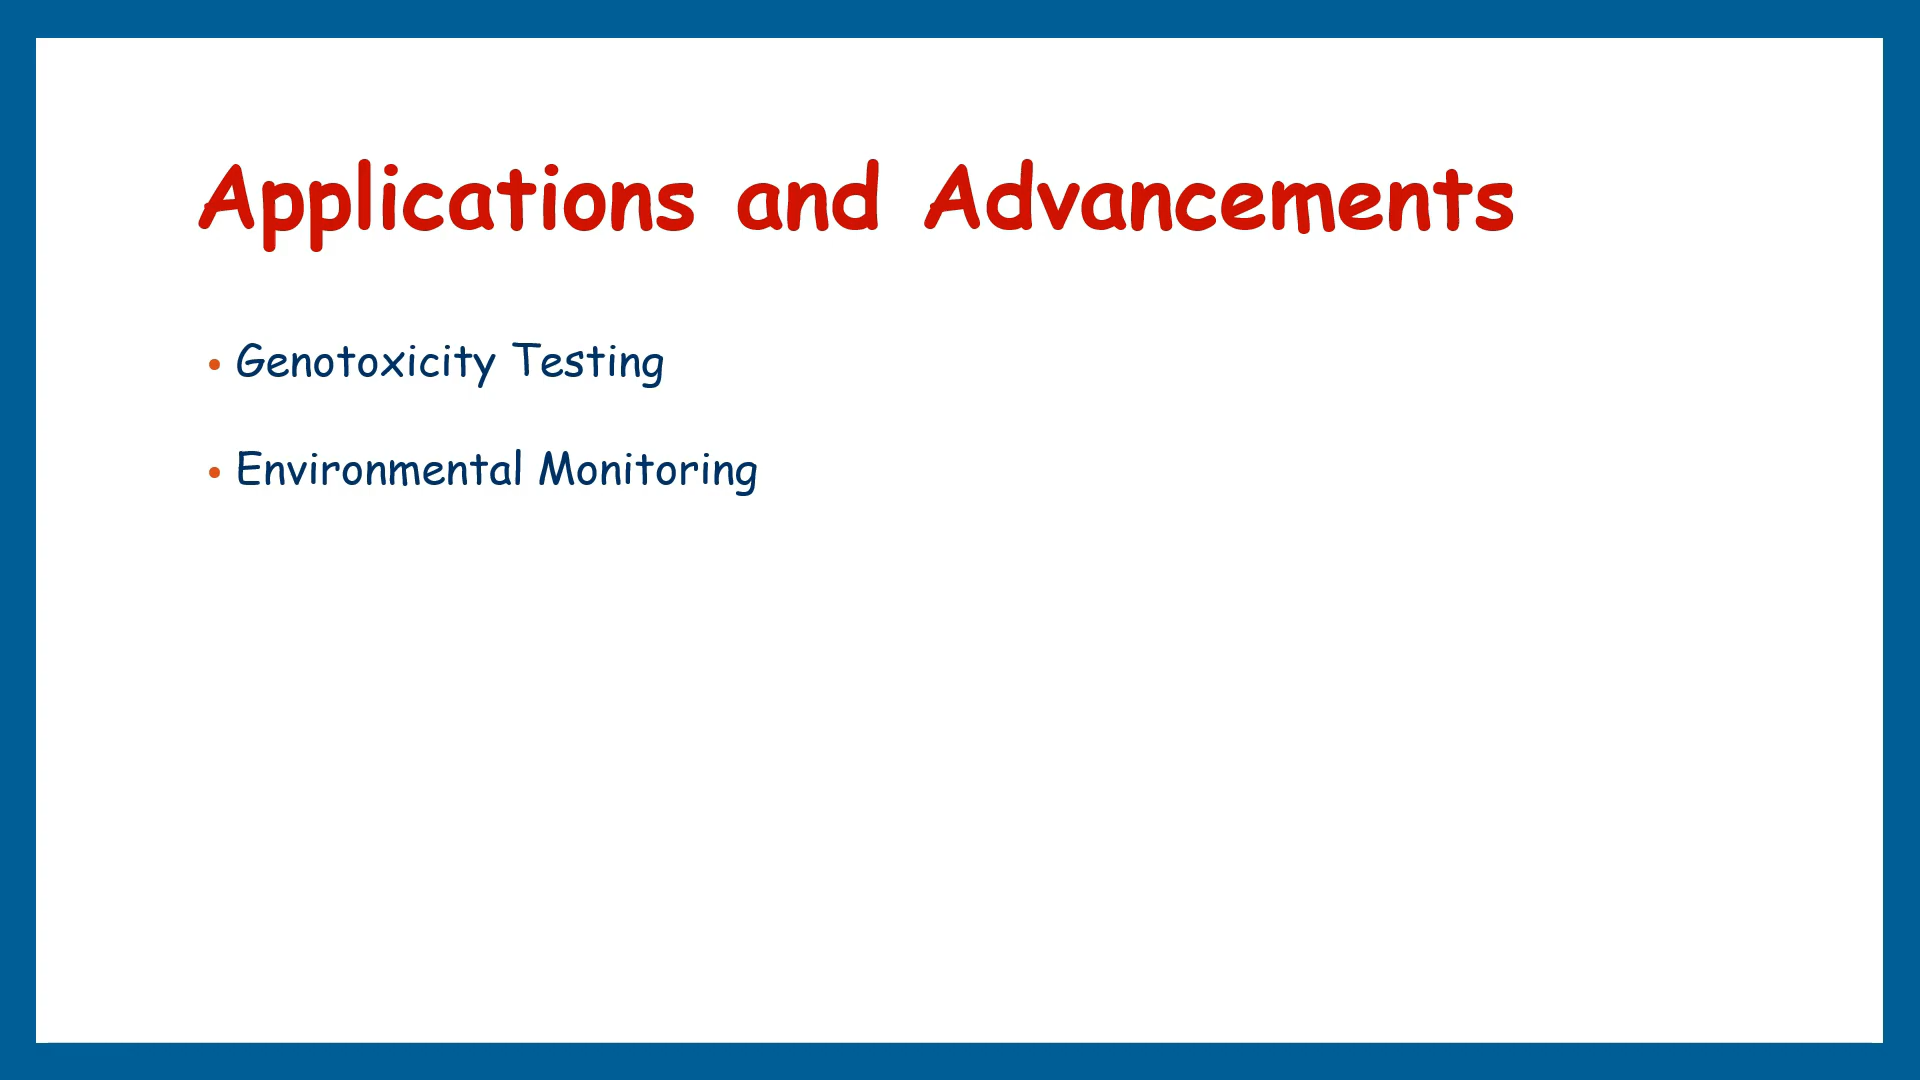 Applications and Advancements
• Genotoxicity Testing
• Environmental Monitoring